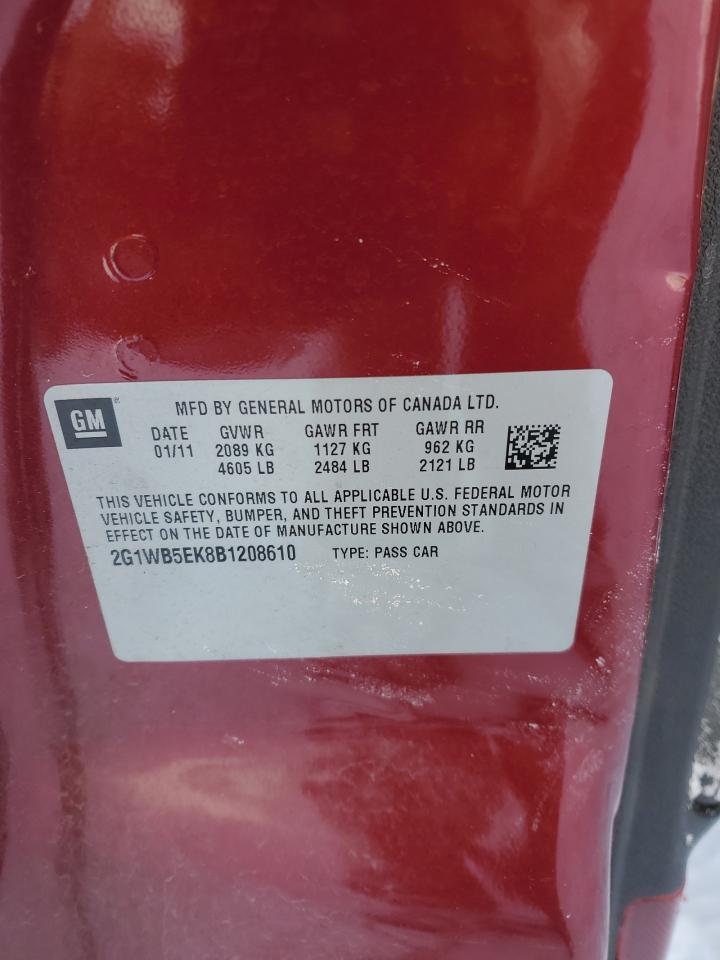 GM
MFD BY GENERAL MOTORS OF CANADA LTD.
DATE GVWR GAWR FRT GAWR RR
01/11 2089 KG 1127 KG 962 KG
4605 LB 2484 LB 2121 LB
THIS VEHICLE CONFORMS TO ALL APPLICABLE U.S. FEDERAL MOTOR
VEHICLE SAFETY, BUMPER, AND THEFT PREVENTION STANDARDS IN
EFFECT ON THE DATE OF MANUFACTURE SHOWN ABOVE.
2G1WB5EK8B1208610 TYPE: PASS CAR